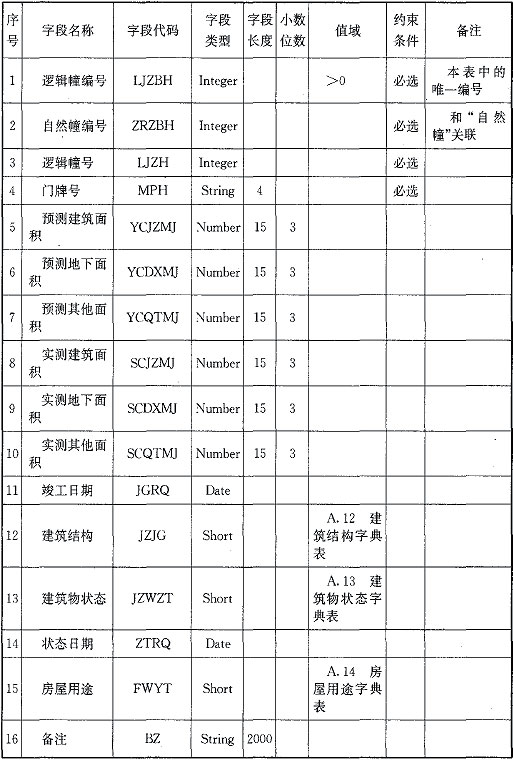 序号 字段名称 字段代码 字段类型 字段长度 小数位数 值域 约束条件 备注
1 逻辑幢编号 LJZBH Integer >0 必选 本表中的唯一编号
2 自然幢编号 ZRZBH Integer 必选 和“自然幢”关联
3 逻辑幢号 LJZH Integer 必选
4 门牌号 MPH String 4 必选
5 预测建筑面积 YCJZMJ Number 15 3
6 预测地下面积 YCDXMJ Number 15 3
7 预测其他面积 YCQTMJ Number 15 3
8 实测建筑面积 SCJZMJ Number 15 3
9 实测地下面积 SCDXMJ Number 15 3
10 实测其他面积 SCQTMJ Number 15 3
11 竣工日期 JGRQ Date
12 建筑结构 JZJG Short A.12 建筑结构字典表
13 建筑物状态 JZWZT Short A.13 建筑物状态字典表
14 状态日期 ZTRQ Date
15 房屋用途 FWYT Short A.14 房屋用途字典表
16 备注 BZ String 2000